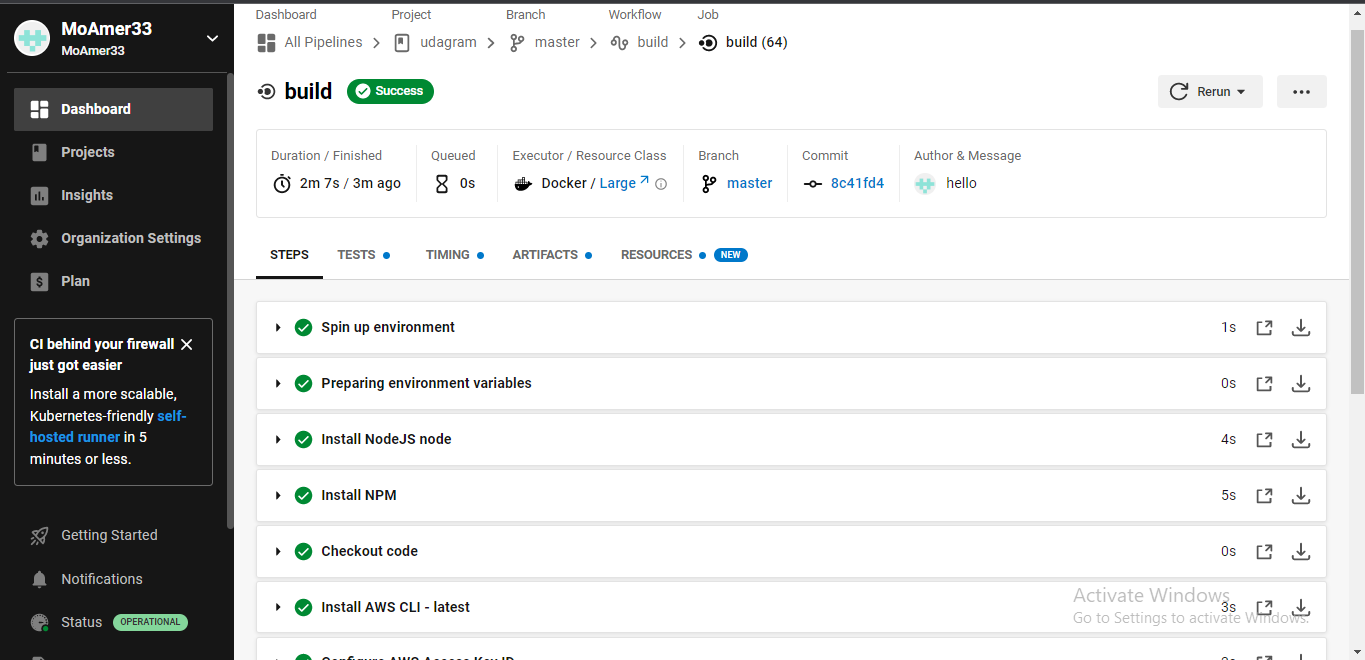 MoAmer33
MoAmer33
Dashboard
Projects
Insights
Organization Settings
Plan
CI behind your firewall
just got easier
Install a more scalable,
Kubernetes-friendly self-
hosted runner in 5
minutes or less.
Getting Started
Notifications
Status OPERATIONAL
Dashboard Project Branch Workflow Job
All Pipelines udagram master build build (64)
build Success Rerun
Duration / Finished Queued Executor / Resource Class Branch Commit Author & Message
2m 7s / 3m ago 0s Docker / Large master 8c41fd4 hello
STEPS TESTS TIMING ARTIFACTS RESOURCES NEW
Spin up environment 1s
Preparing environment variables 0s
Install NodeJS node 4s
Install NPM 5s
Checkout code 0s
Install AWS CLI - latest 3s
Configure AWS Access Key ID
Activate Windows
Go to Settings to activate Windows.